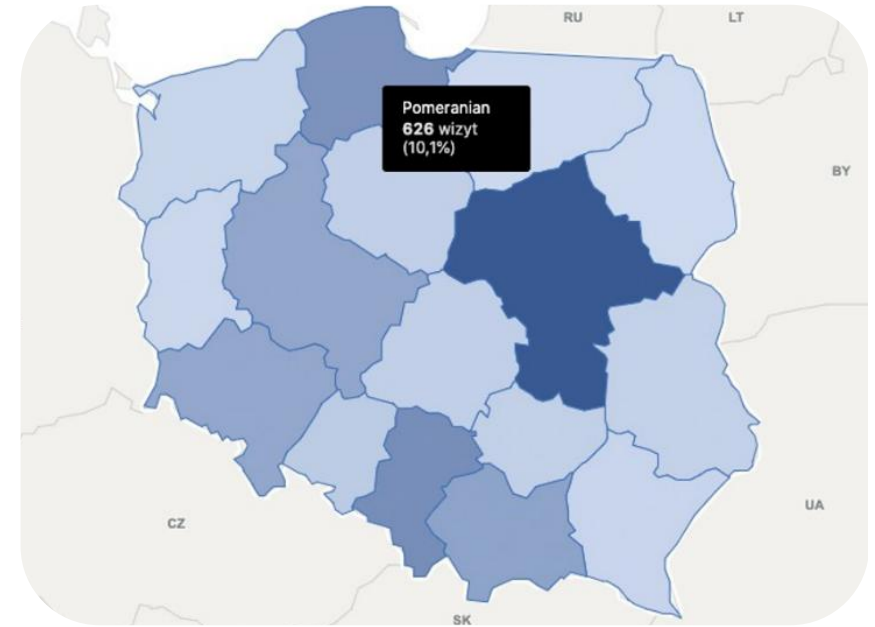 RU
LT
Pomeranian
626 wizyt
(10,1%)
BY
UA
CZ
SK